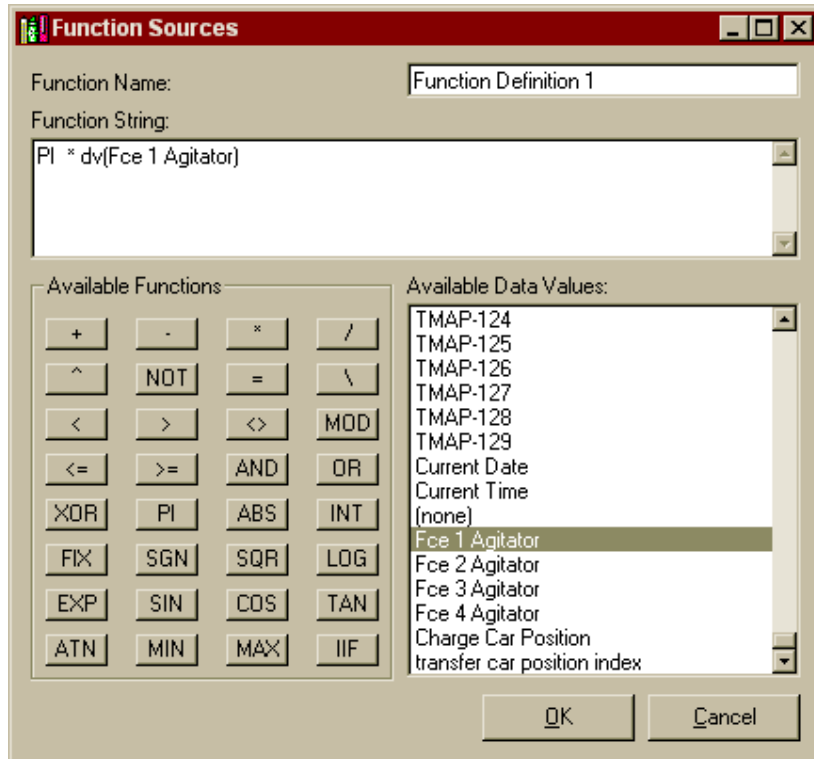 Function Sources
Function Name:
Function Definition 1
Function String:
PI * dv(Fce 1 Agitator)
Available Functions
+ - * /
^ NOT = \
< > <> MOD
<= >= AND OR
XOR PI ABS INT
FIX SGN SQR LOG
EXP SIN COS TAN
ATN MIN MAX IIF
Available Data Values:
TMAP-124
TMAP-125
TMAP-126
TMAP-127
TMAP-128
TMAP-129
Current Date
Current Time
(none)
Fce 1 Agitator
Fce 2 Agitator
Fce 3 Agitator
Fce 4 Agitator
Charge Car Position
transfer car position index
OK
Cancel